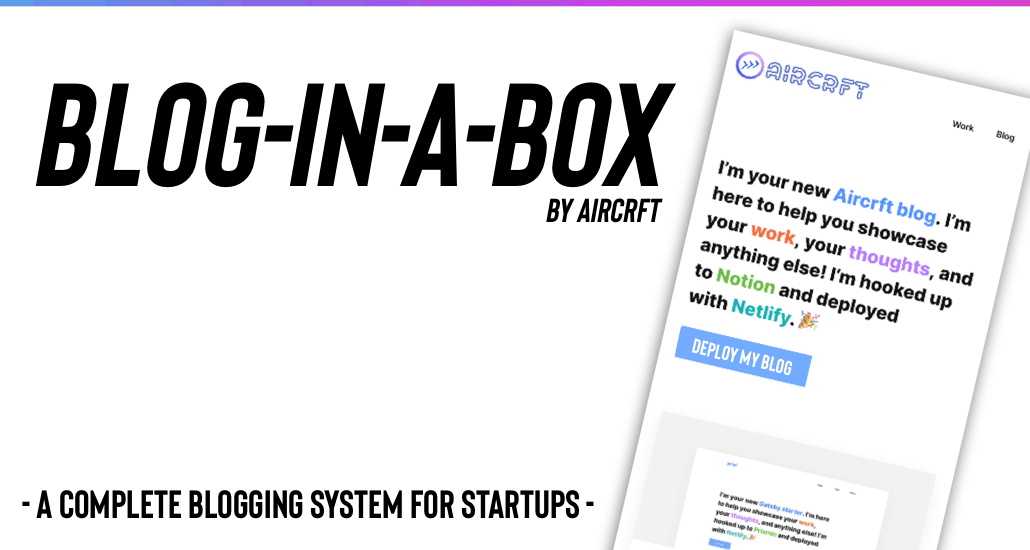 BLOG-IN-A-BOX
BY AIRCRFT
- A COMPLETE BLOGGING SYSTEM FOR STARTUPS -
AIRCRFT
Work Blog
I'm your new Aircrft blog. I'm
here to help you showcase
your work, your thoughts, and
anything else! I'm hooked up
to Notion and deployed
with Netlify. 🎉
DEPLOY MY BLOG
I'm your new Gatsby starter. I'm here
to help you showcase your work,
your thoughts, and anything else! I'm
hooked up to Prismic and deployed
with Netlify. 🎉